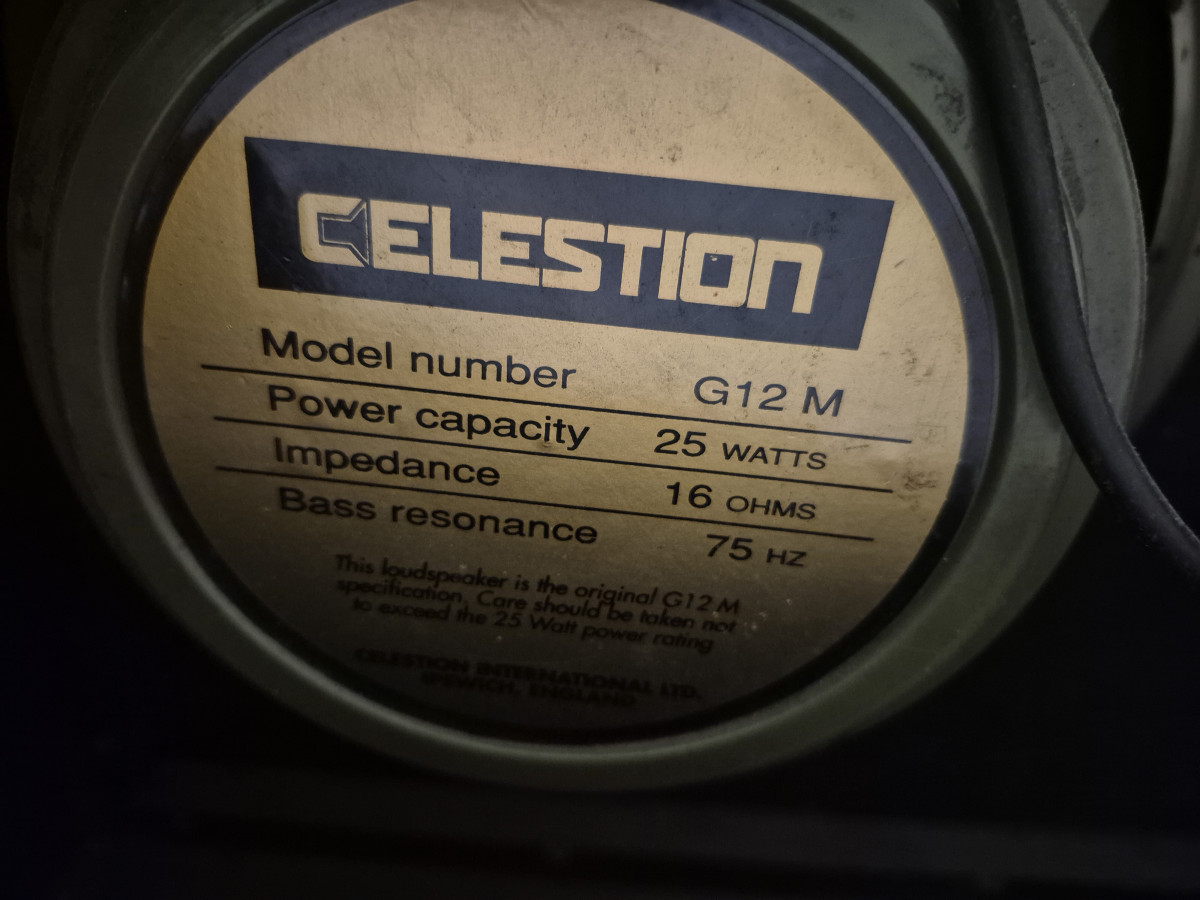 CELESTION
Model number G12 M
Power capacity 25 WATTS
Impedance 16 OHMS
Bass resonance 75 HZ
This loudspeaker is the original G12 M
specification. Care should be taken not
to exceed the 25 Watt power rating
CELESTION INTERNATIONAL LTD.
IPSWICH, ENGLAND